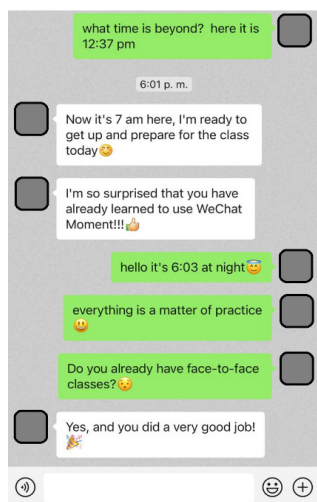 what time is beyond? here it is
12:37 pm
6:01 p. m.
Now it's 7 am here, I'm ready to
get up and prepare for the class
today😊
I'm so surprised that you have
already learned to use WeChat
Moment!!!👍
hello it's 6:03 at night😇
everything is a matter of practice
😃
Do you already have face-to-face
classes?😥
Yes, and you did a very good job!
🎉